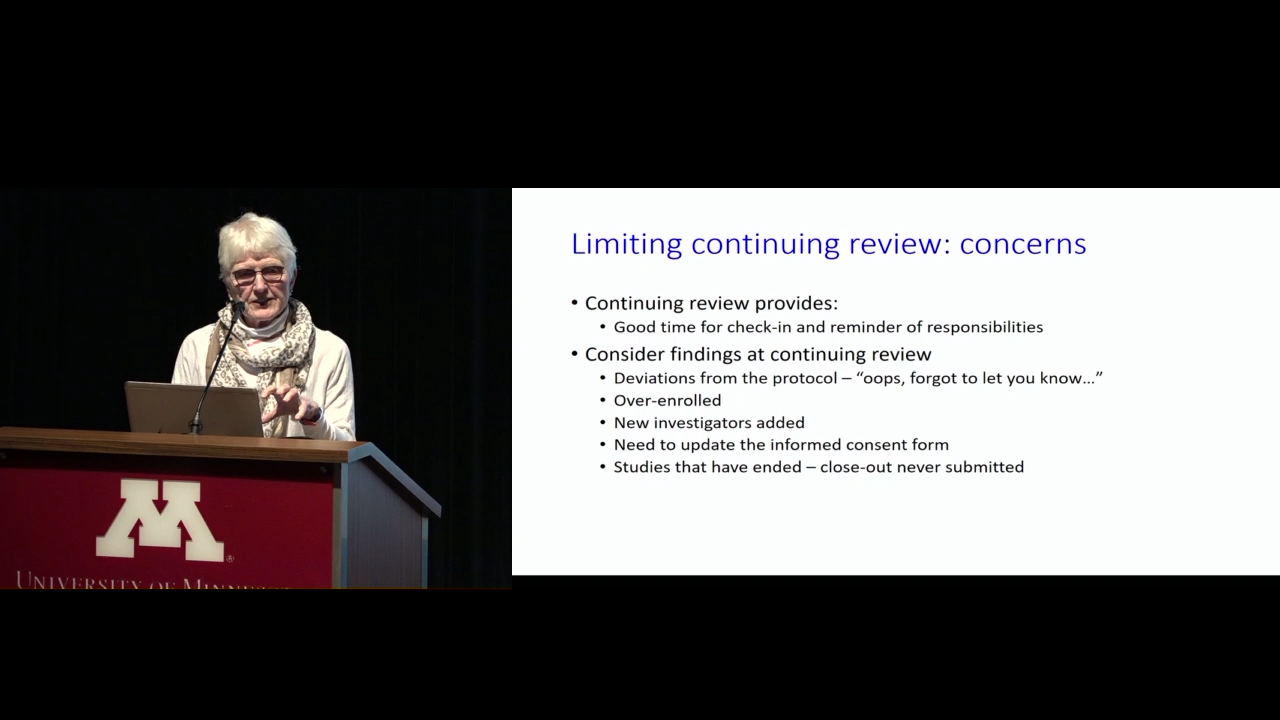 Limiting continuing review: concerns
• Continuing review provides:
• Good time for check-in and reminder of responsibilities
• Consider findings at continuing review
• Deviations from the protocol – “oops, forgot to let you know...”
• Over-enrolled
• New investigators added
• Need to update the informed consent form
• Studies that have ended – close-out never submitted
M®
UNIVERSITY OF